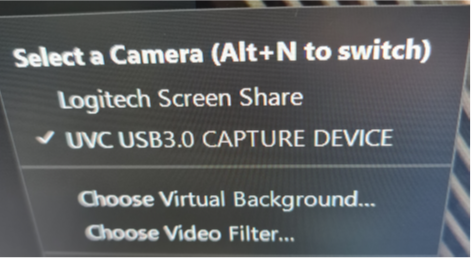 Select a Camera (Alt+N to switch)
Logitech Screen Share
✓ UVC USB3.0 CAPTURE DEVICE
Choose Virtual Background...
Choose Video Filter...